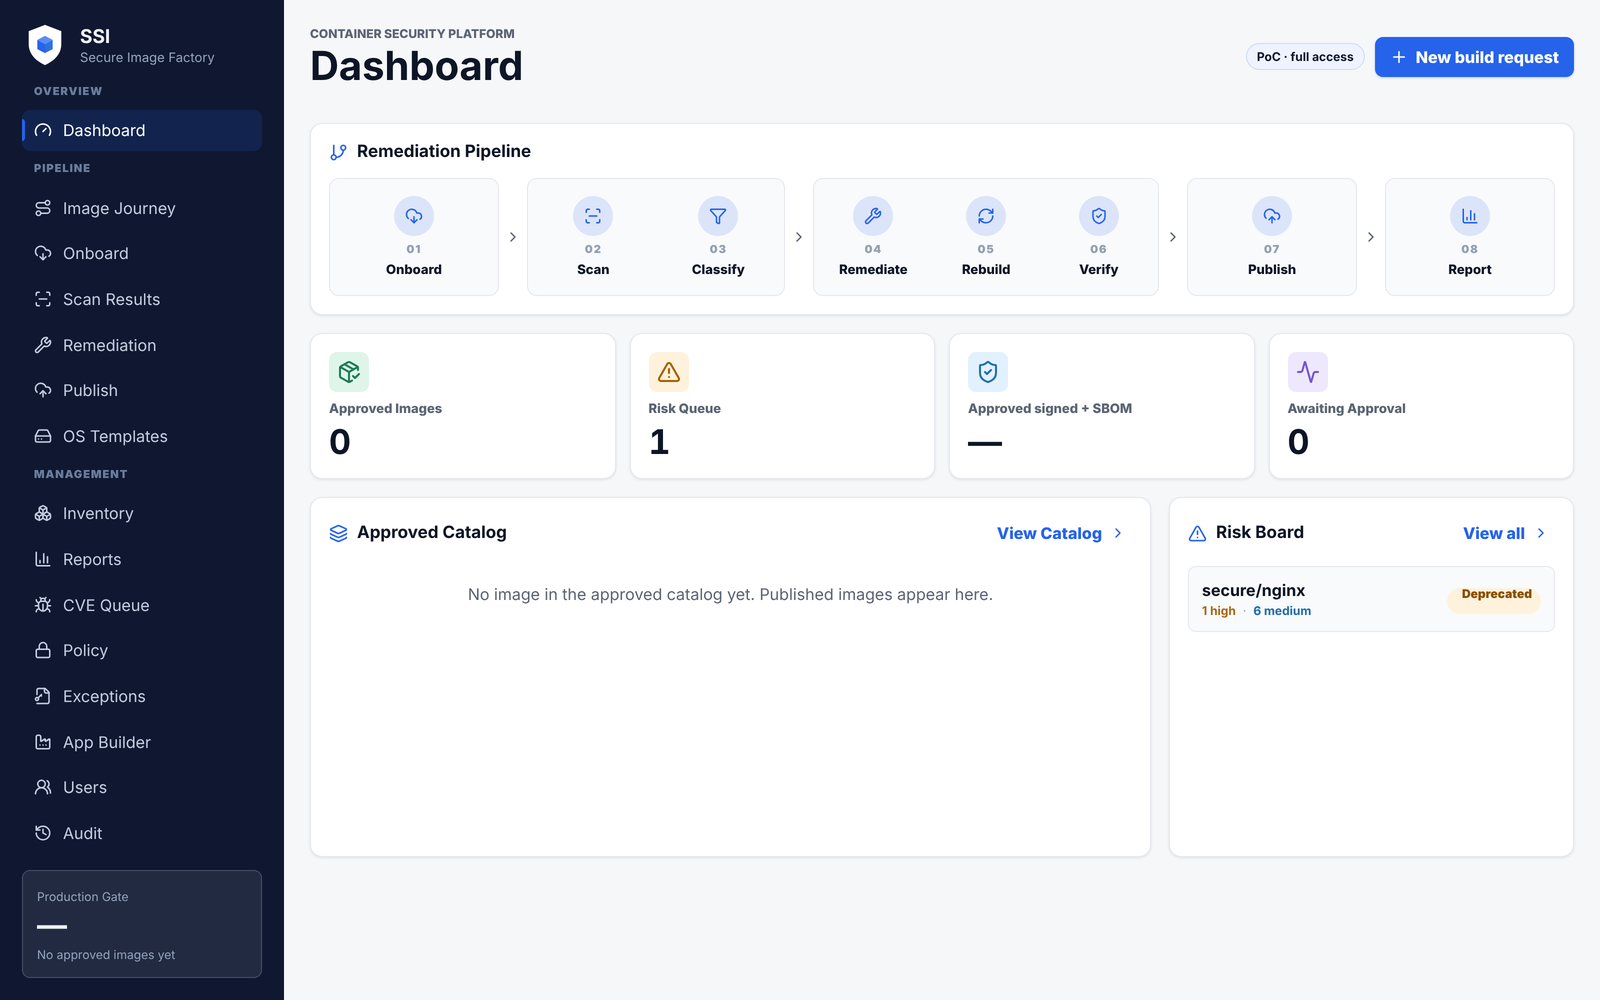 SSI
Secure Image Factory
OVERVIEW
Dashboard
PIPELINE
Image Journey
Onboard
Scan Results
Remediation
Publish
OS Templates
MANAGEMENT
Inventory
Reports
CVE Queue
Policy
Exceptions
App Builder
Users
Audit
Production Gate
—
No approved images yet
CONTAINER SECURITY PLATFORM
Dashboard
PoC · full access
New build request
Remediation Pipeline
01
Onboard
02
Scan
03
Classify
04
Remediate
05
Rebuild
06
Verify
07
Publish
08
Report
Approved Images
0
Risk Queue
1
Approved signed + SBOM
—
Awaiting Approval
0
Approved Catalog
View Catalog
No image in the approved catalog yet. Published images appear here.
Risk Board
View all
secure/nginx
1 high · 6 medium
Deprecated